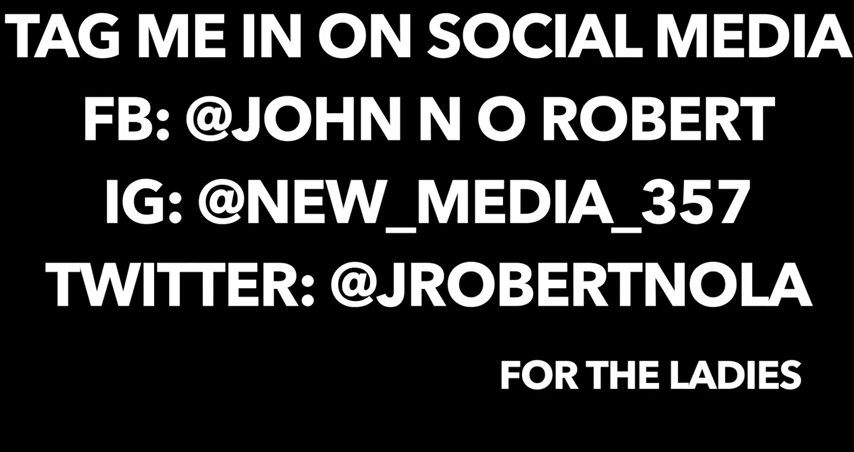 TAG ME IN ON SOCIAL MEDIA
FB: @JOHN N O ROBERT
IG: @NEW_MEDIA_357
TWITTER: @JROBERTNOLA
FOR THE LADIES